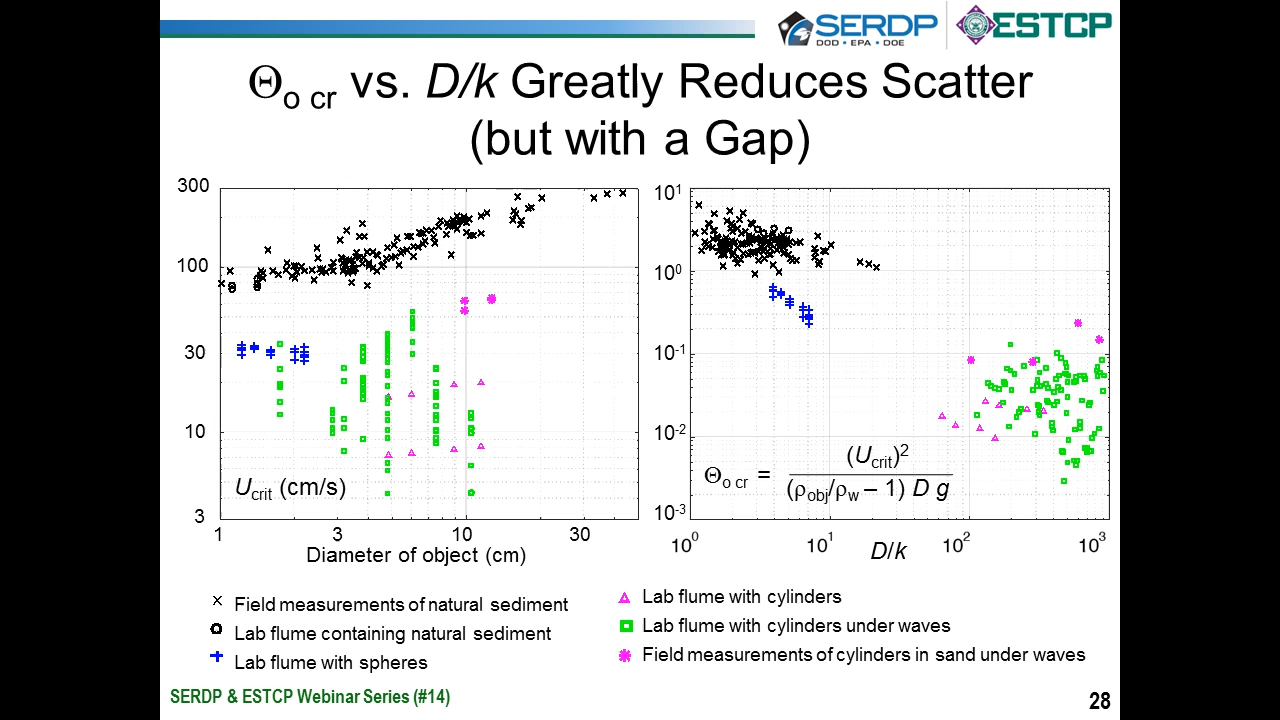 SERDP
DOD • EPA • DOE
ESTCP
Θo cr vs. D/k Greatly Reduces Scatter
(but with a Gap)
300
100
30
10
3
1 3 10 30
Ucrit (cm/s)
Diameter of object (cm)
10^1
10^0
10^-1
10^-2
10^-3
10^0 10^1 10^2 10^3
D/k
Θo cr = (Ucrit)^2 / (ρobj/ρw – 1) D g
× Field measurements of natural sediment
Lab flume containing natural sediment
+ Lab flume with spheres
Lab flume with cylinders
Lab flume with cylinders under waves
Field measurements of cylinders in sand under waves
SERDP & ESTCP Webinar Series (#14)
28